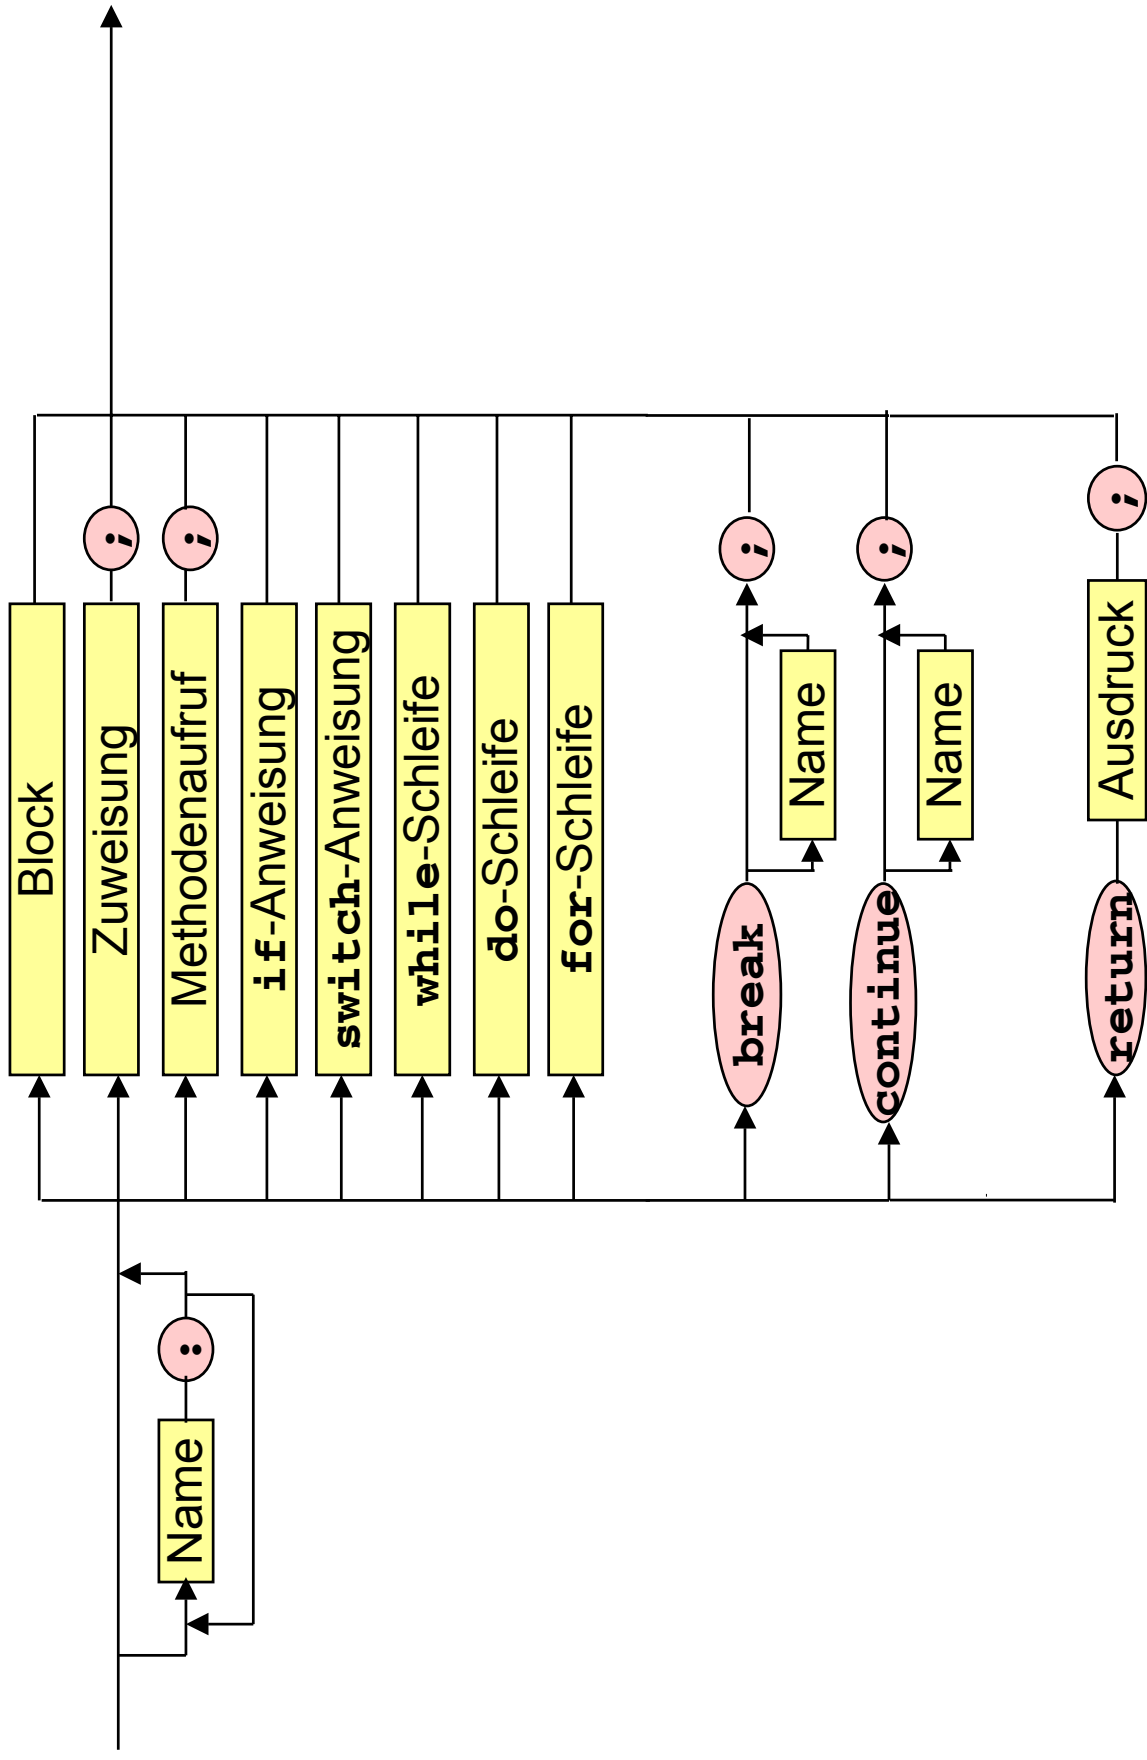 Block
Zuweisung ;
Name : Methodenaufruf ;
if-Anweisung
switch-Anweisung
while-Schleife
do-Schleife
for-Schleife
break ;
Name
continue ;
Name
return Ausdruck ;